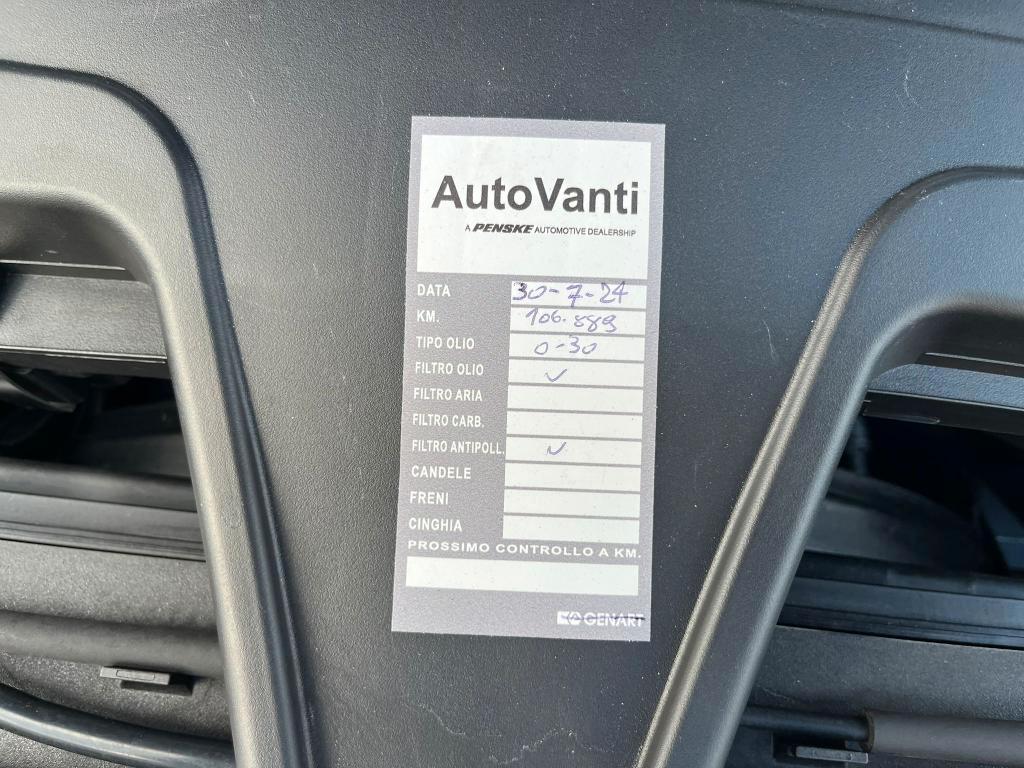 AutoVanti
A PENSKE AUTOMOTIVE DEALERSHIP
DATA 30-7-24
KM. 106.889
TIPO OLIO 0-30
FILTRO OLIO ✓
FILTRO ARIA
FILTRO CARB.
FILTRO ANTIPOLL. ✓
CANDELE
FRENI
CINGHIA
PROSSIMO CONTROLLO A KM.
GENART